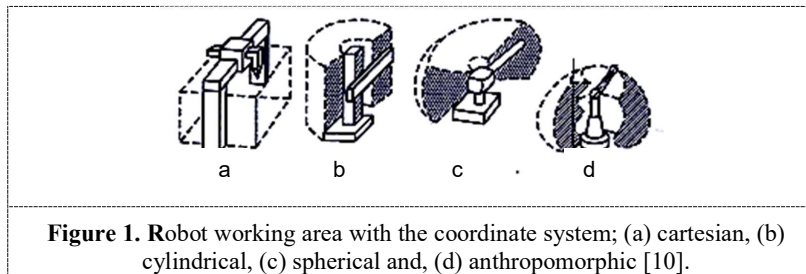 a b c d
Figure 1. Robot working area with the coordinate system; (a) cartesian, (b)
cylindrical, (c) spherical and, (d) anthropomorphic [10].